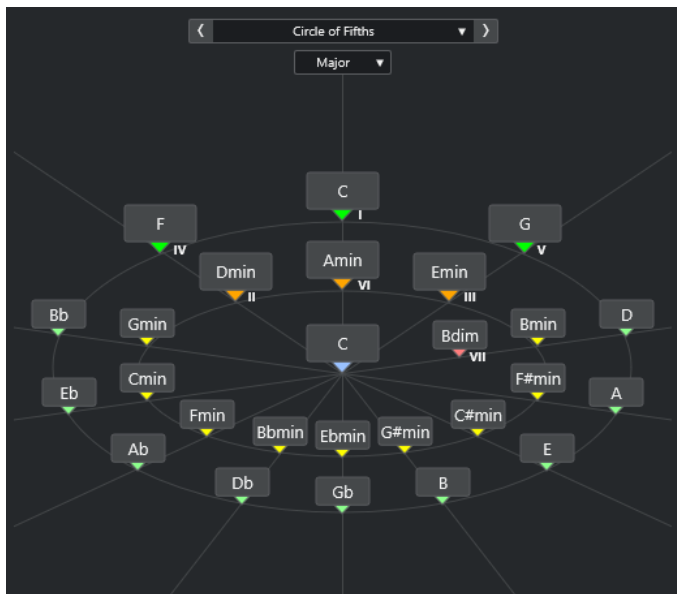 Circle of Fifths
Major
C
I
F
IV
G
V
Dmin
II
Amin
VI
Emin
III
Bb
Gmin
C
Bdim
VII
Bmin
D
Eb
Cmin
F#min
A
Fmin
Bbmin
Ebmin
G#min
C#min
Ab
Db
Gb
B
E